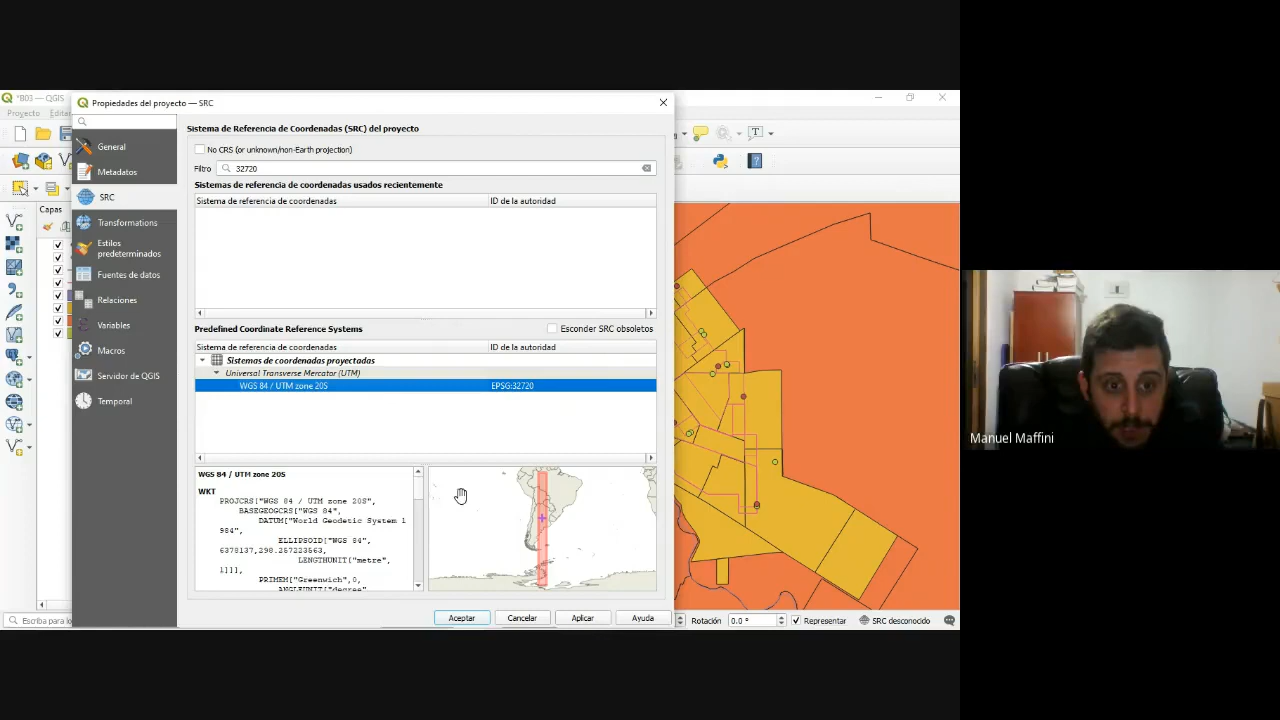 *B03 — QGIS
Propiedades del proyecto — SRC
Proyecto
Sistema de Referencia de Coordenadas (SRC) del proyecto
General
No CRS (or unknown/non-Earth projection)
Metadatos
Filtro
32720
SRC
Sistemas de referencia de coordenadas usados recientemente
Sistema de referencia de coordenadas
ID de la autoridad
Capas
Transformations
Estilos
predeterminados
Fuentes de datos
Relaciones
Variables
Macros
Servidor de QGIS
Temporal
Predefined Coordinate Reference Systems
Esconder SRC obsoletos
Sistema de referencia de coordenadas
ID de la autoridad
Sistemas de coordenadas proyectadas
Universal Transverse Mercator (UTM)
WGS 84 / UTM zone 20S
EPSG:32720
WGS 84 / UTM zone 20S
WKT
PROJCRS["WGS 84 / UTM zone 20S",
BASEGEOGCRS["WGS 84",
DATUM["World Geodetic System 1
984",
ELLIPSOID["WGS 84",
6378137,298.257223563,
LENGTHUNIT["metre",
1]]],
PRIMEM["Greenwich",0,
ANGLEUNIT["degree"
Aceptar
Cancelar
Aplicar
Ayuda
Rotación
0.0 °
Representar
SRC desconocido
Manuel Maffini